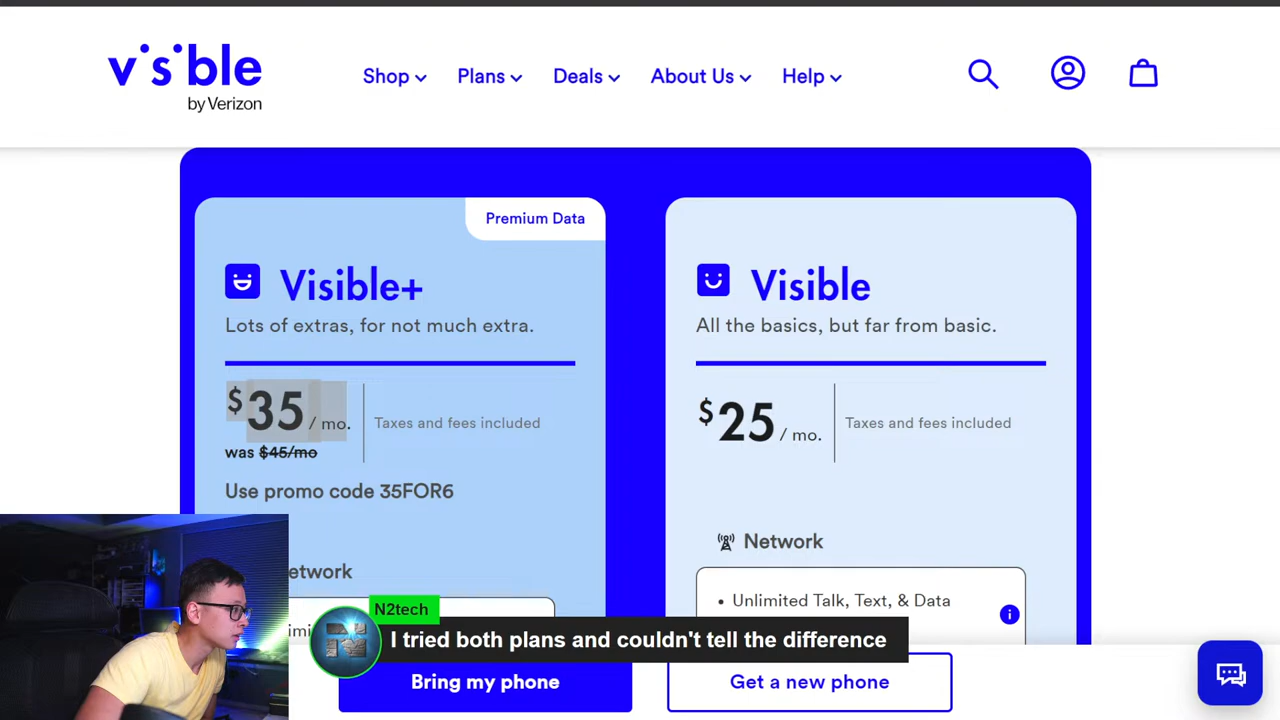 visible
by Verizon
Shop
Plans
Deals
About Us
Help
Premium Data
Visible+
Lots of extras, for not much extra.
$35 / mo.
Taxes and fees included
was $45/mo
Use promo code 35FOR6
etwork
imi
Visible
All the basics, but far from basic.
$25 / mo.
Taxes and fees included
Network
• Unlimited Talk, Text, & Data
i
N2tech
I tried both plans and couldn't tell the difference
Bring my phone
Get a new phone